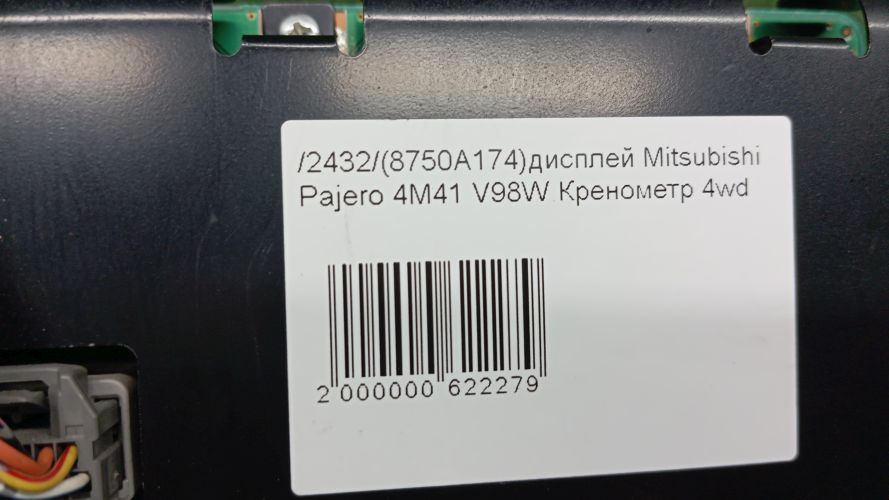 /2432/(8750A174)дисплей Mitsubishi
Pajero 4M41 V98W Кренометр 4wd
2 000000 622279